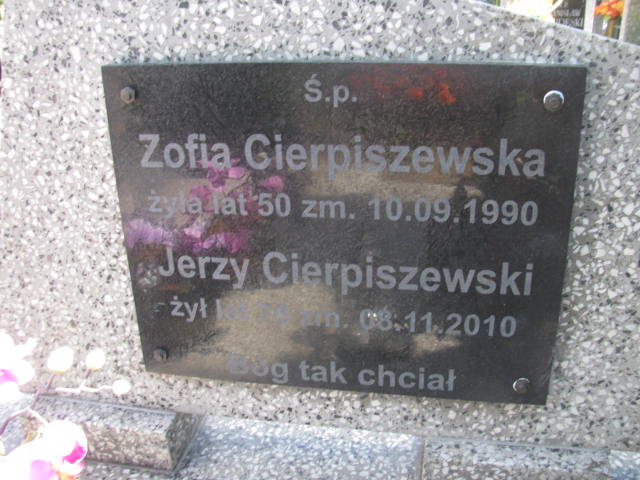 Ś.p.
Zofia Cierpiszewska
żyła lat 50 zm. 10.09.1990
Jerzy Cierpiszewski
żył lat zm. 08.11.2010
Bóg tak chciał